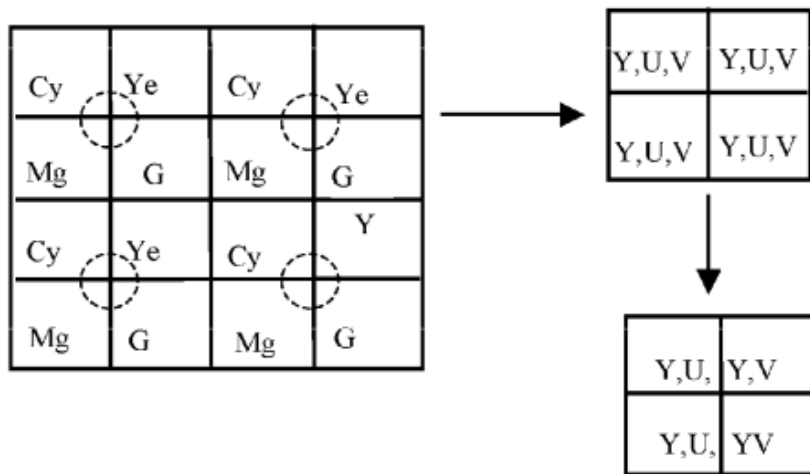 Cy Ye Cy Ye
Mg G Mg G
Y
Cy Ye Cy
Mg G Mg G
Y,U,V Y,U,V
Y,U,V Y,U,V
Y,U, Y,V
Y,U, YV